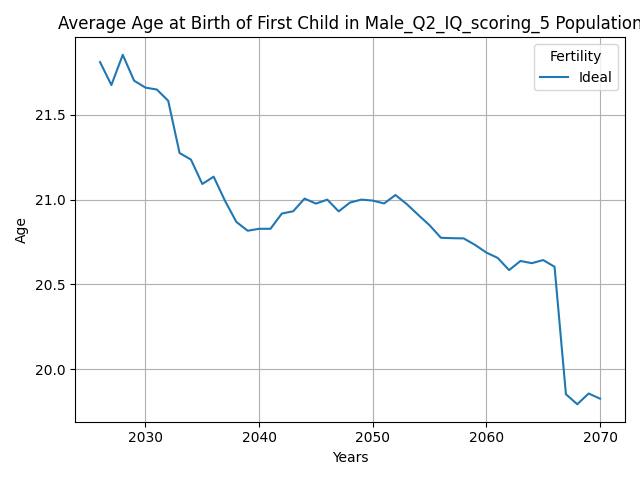 Average Age at Birth of First Child in Male_Q2_IQ_scoring_5 Population
Fertility
Ideal
21.5
21.0
20.5
20.0
Age
2030 2040 2050 2060 2070
Years